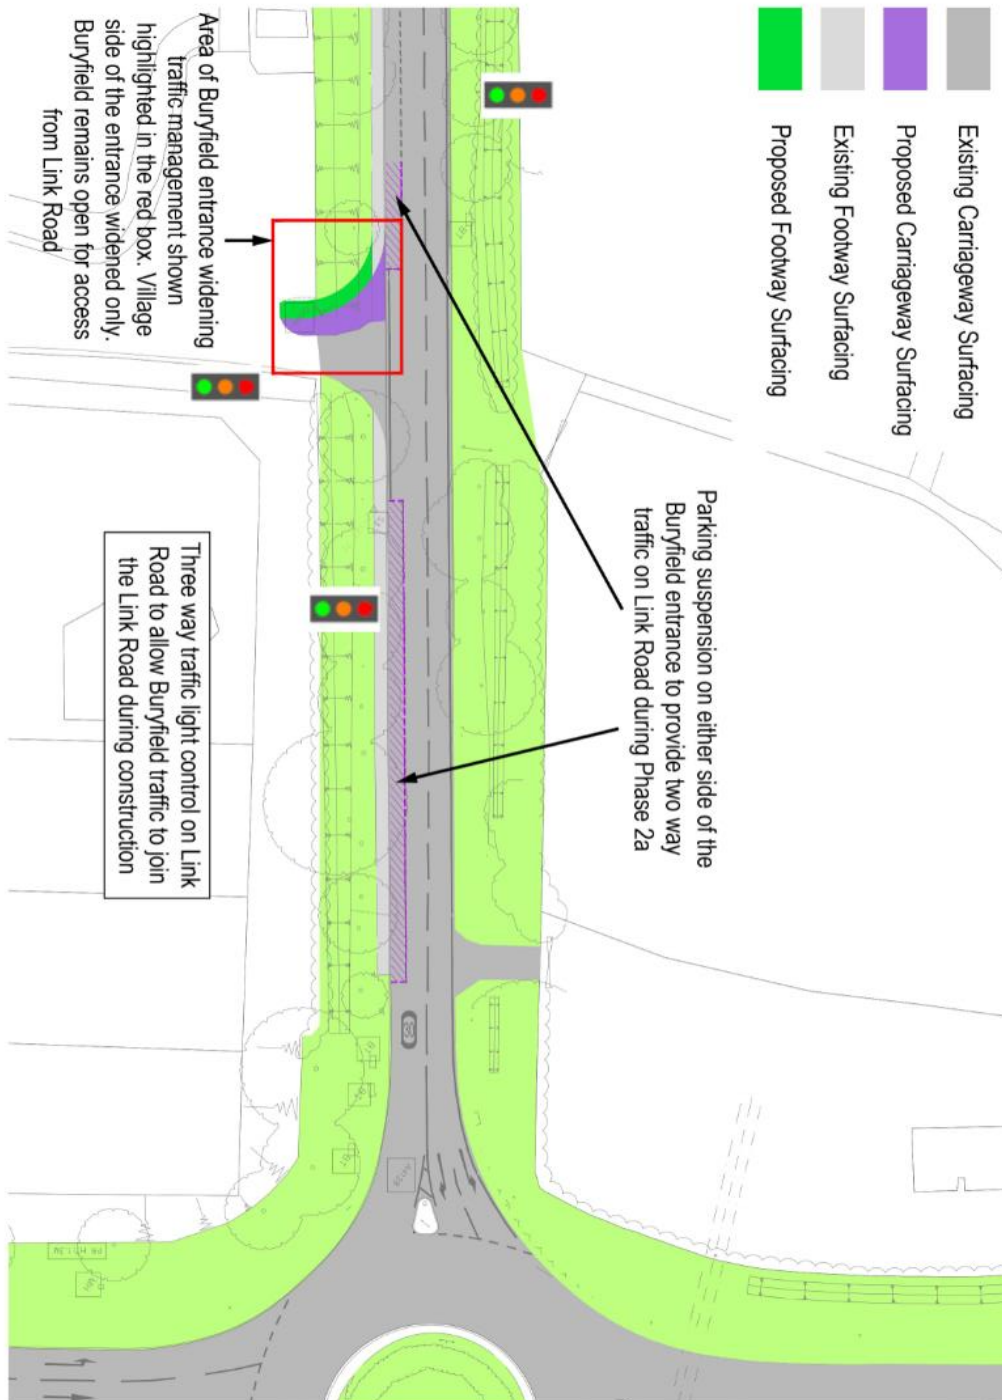 Existing Carriageway Surfacing
Proposed Carriageway Surfacing
Existing Footway Surfacing
Proposed Footway Surfacing
Parking suspension on either side of the
Buryfield entrance to provide two way
traffic on Link Road during Phase 2a
Area of Buryfield entrance widening
traffic management shown
highlighted in the red box. Village
side of the entrance widened only.
Buryfield remains open for access
from Link Road
Three way traffic light control on Link
Road to allow Buryfield traffic to join
the Link Road during construction